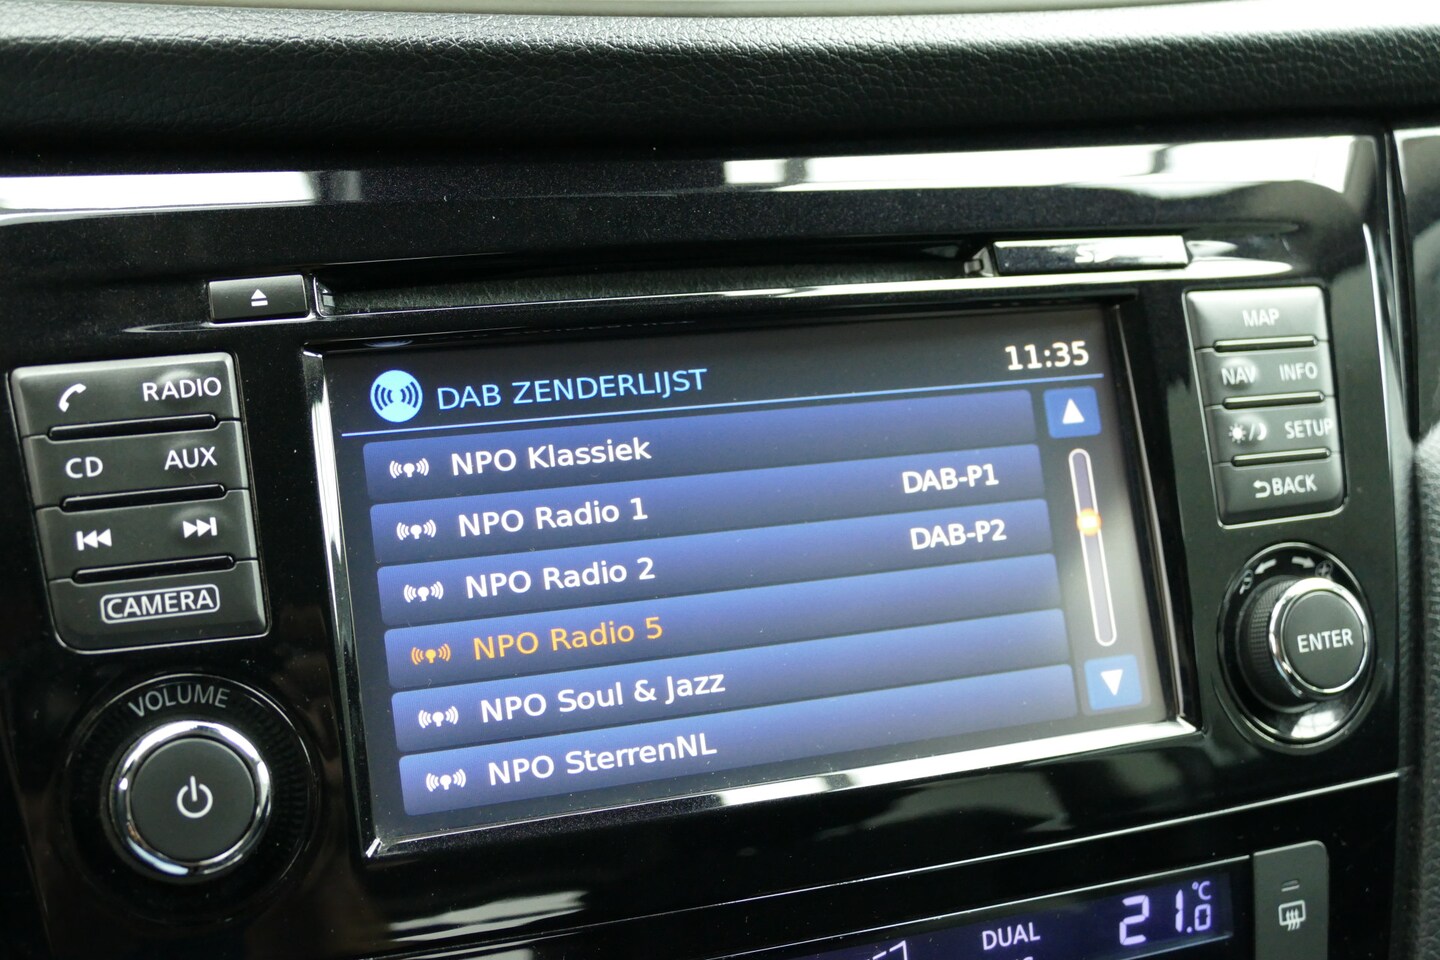 11:35
DAB ZENDERLIJST
NPO Klassiek
NPO Radio 1 DAB-P1
NPO Radio 2 DAB-P2
NPO Radio 5
NPO Soul & Jazz
NPO SterrenNL
RADIO
CD AUX
CAMERA
VOLUME
MAP
NAV INFO
SETUP
BACK
ENTER
DUAL
21.0 °C